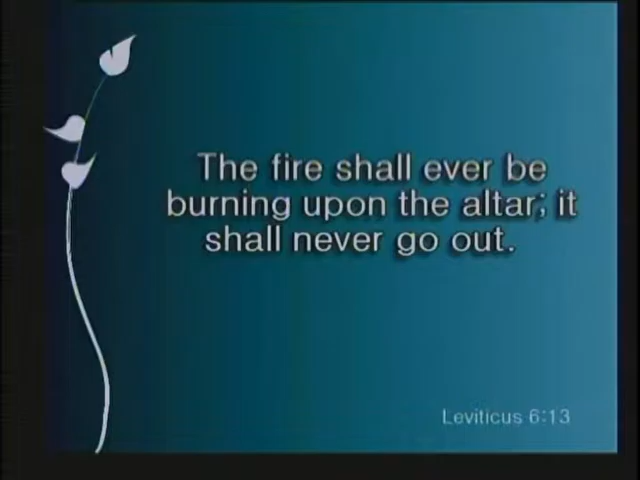 The fire shall ever be
burning upon the altar; it
shall never go out.
Leviticus 6:13